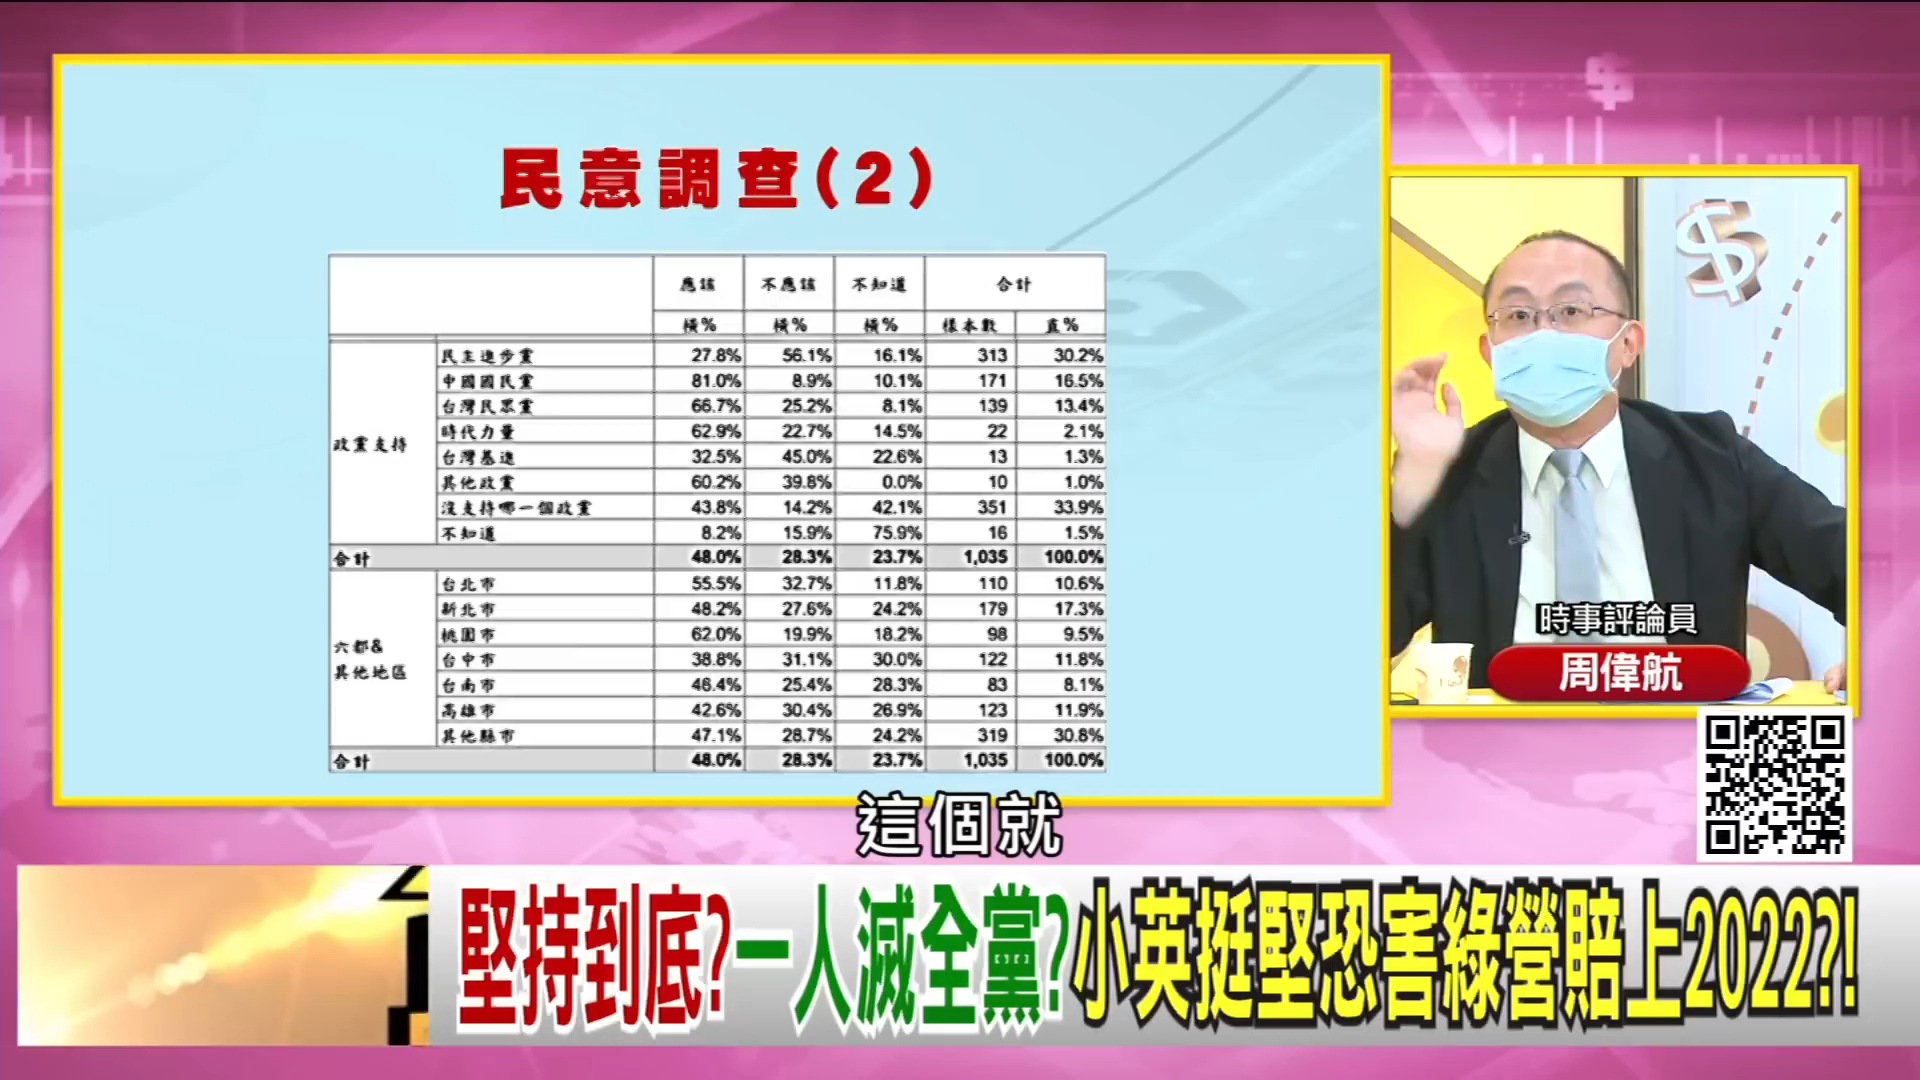 民意調查(2)
應該 不應該 不知道 合計
橫% 橫% 橫% 樣本數 直%
政黨支持
民主進步黨 27.8% 56.1% 16.1% 313 30.2%
中國國民黨 81.0% 8.9% 10.1% 171 16.5%
台灣民眾黨 66.7% 25.2% 8.1% 139 13.4%
時代力量 62.9% 22.7% 14.5% 22 2.1%
台灣基進 32.5% 45.0% 22.6% 13 1.3%
其他政黨 60.2% 39.8% 0.0% 10 1.0%
沒支持哪一個政黨 43.8% 14.2% 42.1% 351 33.9%
不知道 8.2% 15.9% 75.9% 16 1.5%
合計 48.0% 28.3% 23.7% 1,035 100.0%
六都&
其他地區
台北市 55.5% 32.7% 11.8% 110 10.6%
新北市 48.2% 27.6% 24.2% 179 17.3%
桃園市 62.0% 19.9% 18.2% 98 9.5%
台中市 38.8% 31.1% 30.0% 122 11.8%
台南市 46.4% 25.4% 28.3% 83 8.1%
高雄市 42.6% 30.4% 26.9% 123 11.9%
其他縣市 47.1% 28.7% 24.2% 319 30.8%
合計 48.0% 28.3% 23.7% 1,035 100.0%
時事評論員
周偉航
這個就
堅持到底?一人滅全黨?小英挺堅恐害綠營賠上2022?!